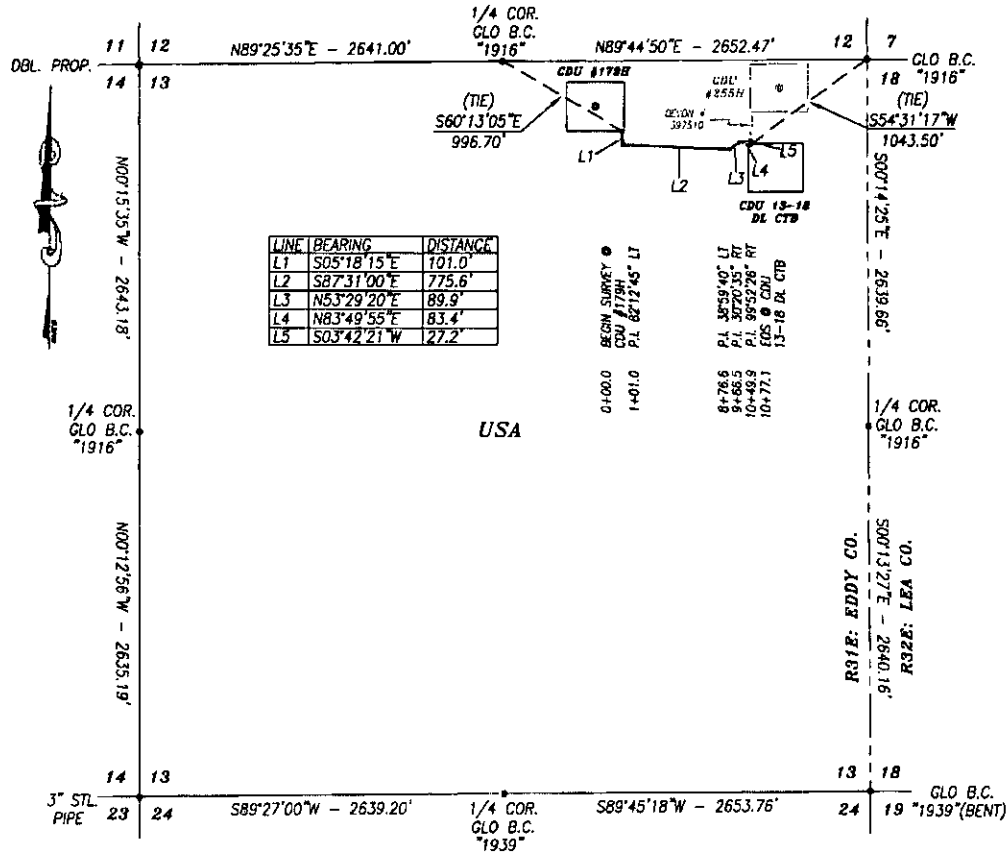 1/4 COR.
GLO B.C.
"1916"
11 12
N89°25'35"E - 2641.00'
N89°44'50"E - 2652.47'
12 7
DBL. PROP.
GLO B.C.
"1916"
14 13
18
CDU #179H
CDU
#255H
(TIE)
S60°13'05"E
996.70'
DEVON #
(TIE)
S54°31'17"W
1043.50'
L1
L2
L3
L4
L5
CDU 13-18
DL CTB
N00°15'35"W - 2643.18'
S00°14'25"E - 2639.66'
LINE BEARING DISTANCE
L1 S05°18'15"E 101.0'
L2 S87°31'00"E 775.6'
L3 N53°29'20"E 89.9'
L4 N83°49'55"E 83.4'
L5 S03°42'21"W 27.2'
0+00.0 BEGIN SURVEY @
CDU #179H
1+01.0 P.I. 82°12'45" LT
8+76.6 P.I. 38°59'40" LT
9+66.5 P.I. 30°20'35" RT
10+49.9 P.I. 99°52'26" RT
10+77.1 EOS @ CDU
13-18 DL CTB
1/4 COR.
GLO B.C.
"1916"
USA
1/4 COR.
GLO B.C.
"1916"
N00°12'56"W - 2635.19'
R31E: EDDY CO.
S00°13'27"E - 2640.16'
R32E: LEA CO.
14 13
13 18
3" STL.
PIPE
23 24
S89°27'00"W - 2639.20'
1/4 COR.
GLO B.C.
"1939"
S89°45'18"W - 2653.76'
24 19
GLO B.C.
"1939"(BENT)